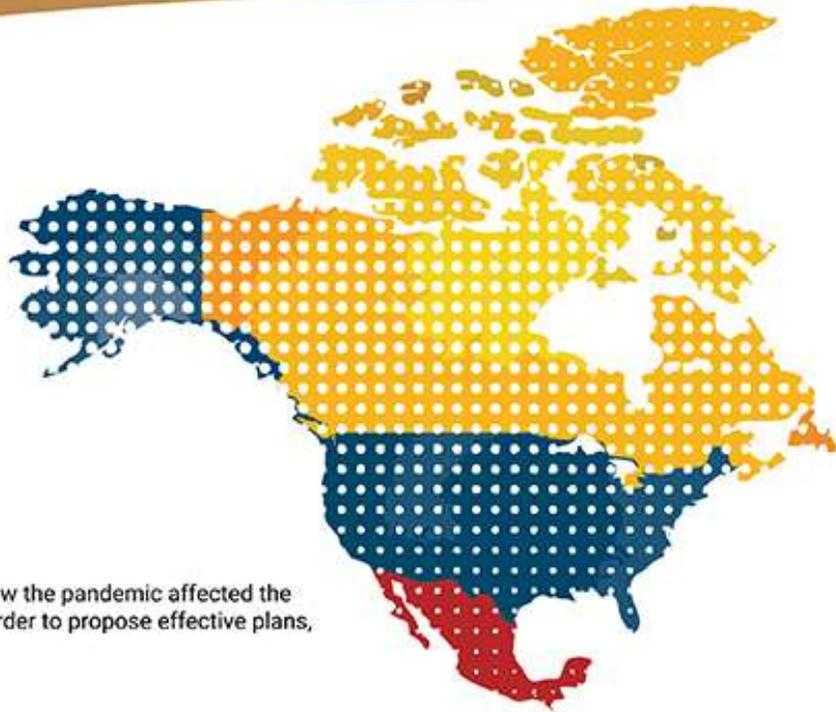 w the pandemic affected the
rder to propose effective plans,